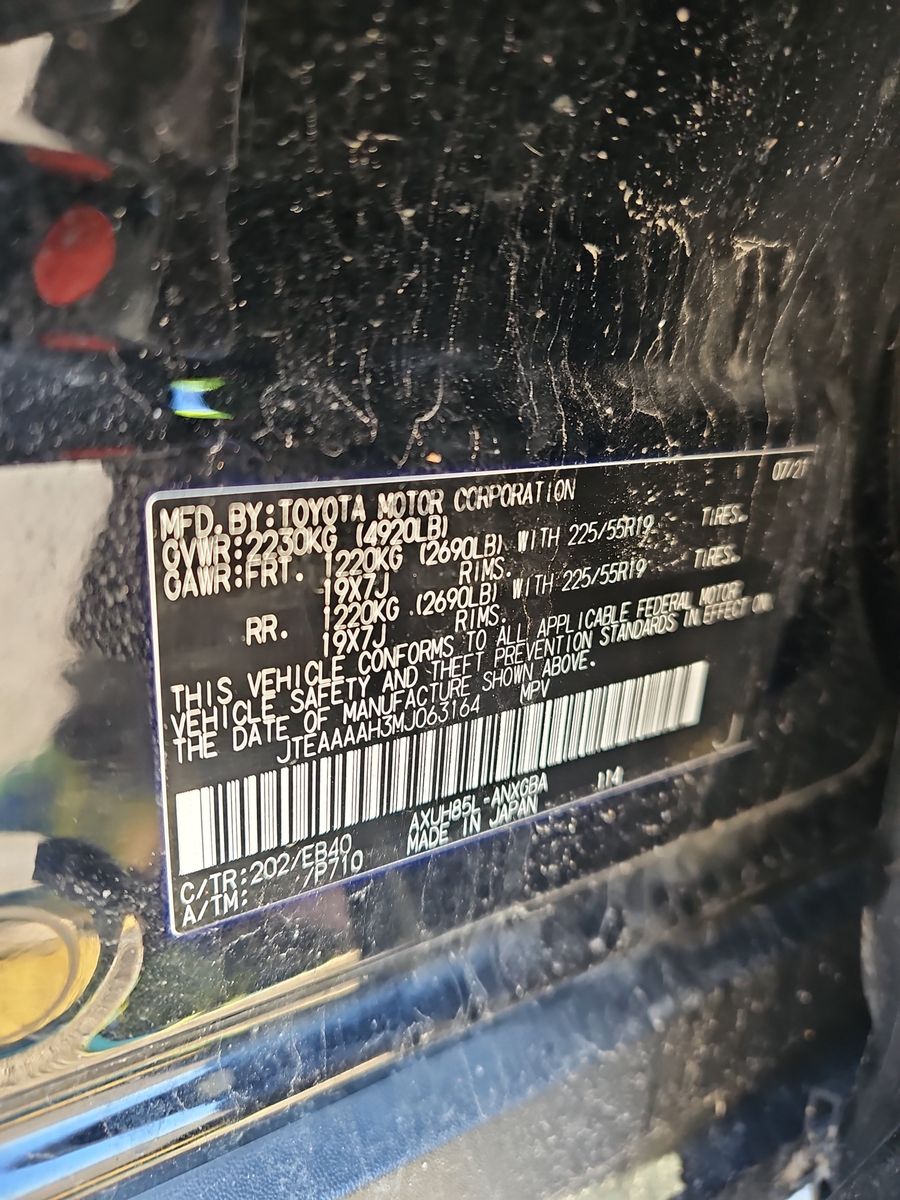 07/21
MFD. BY: TOYOTA MOTOR CORPORATION
GVWR: 2230KG (4920LB)
GAWR: FRT. 1220KG (2690LB) WITH 225/55R19 TIRES.
19X7J RIMS.
RR. 1220KG (2690LB) WITH 225/55R19 TIRES.
19X7J RIMS.
THIS VEHICLE CONFORMS TO ALL APPLICABLE FEDERAL MOTOR
VEHICLE SAFETY AND THEFT PREVENTION STANDARDS IN EFFECT ON
THE DATE OF MANUFACTURE SHOWN ABOVE.
JTEAAAAH3MJ063164 MPV
AXUH85L-ANXGBA 114
C/TR: 202/EB40 MADE IN JAPAN
A/TM: /P710